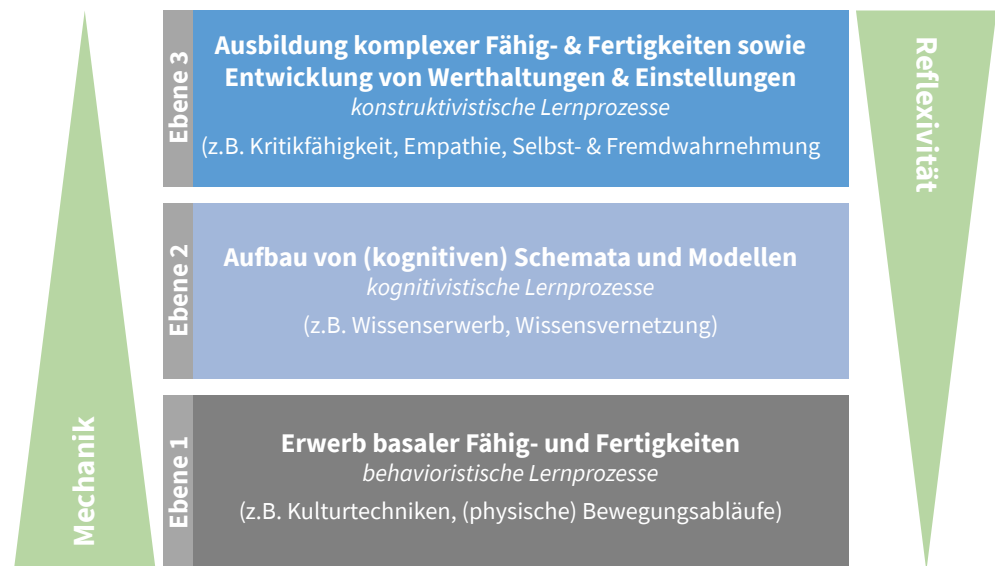 Ebene 3
Ausbildung komplexer Fähig- & Fertigkeiten sowie
Entwicklung von Werthaltungen & Einstellungen
konstruktivistische Lernprozesse
(z.B. Kritikfähigkeit, Empathie, Selbst- & Fremdwahrnehmung
Reflexivität
Ebene 2
Aufbau von (kognitiven) Schemata und Modellen
kognitivistische Lernprozesse
(z.B. Wissenserwerb, Wissensvernetzung)
Mechanik
Ebene 1
Erwerb basaler Fähig- und Fertigkeiten
behavioristische Lernprozesse
(z.B. Kulturtechniken, (physische) Bewegungsabläufe)